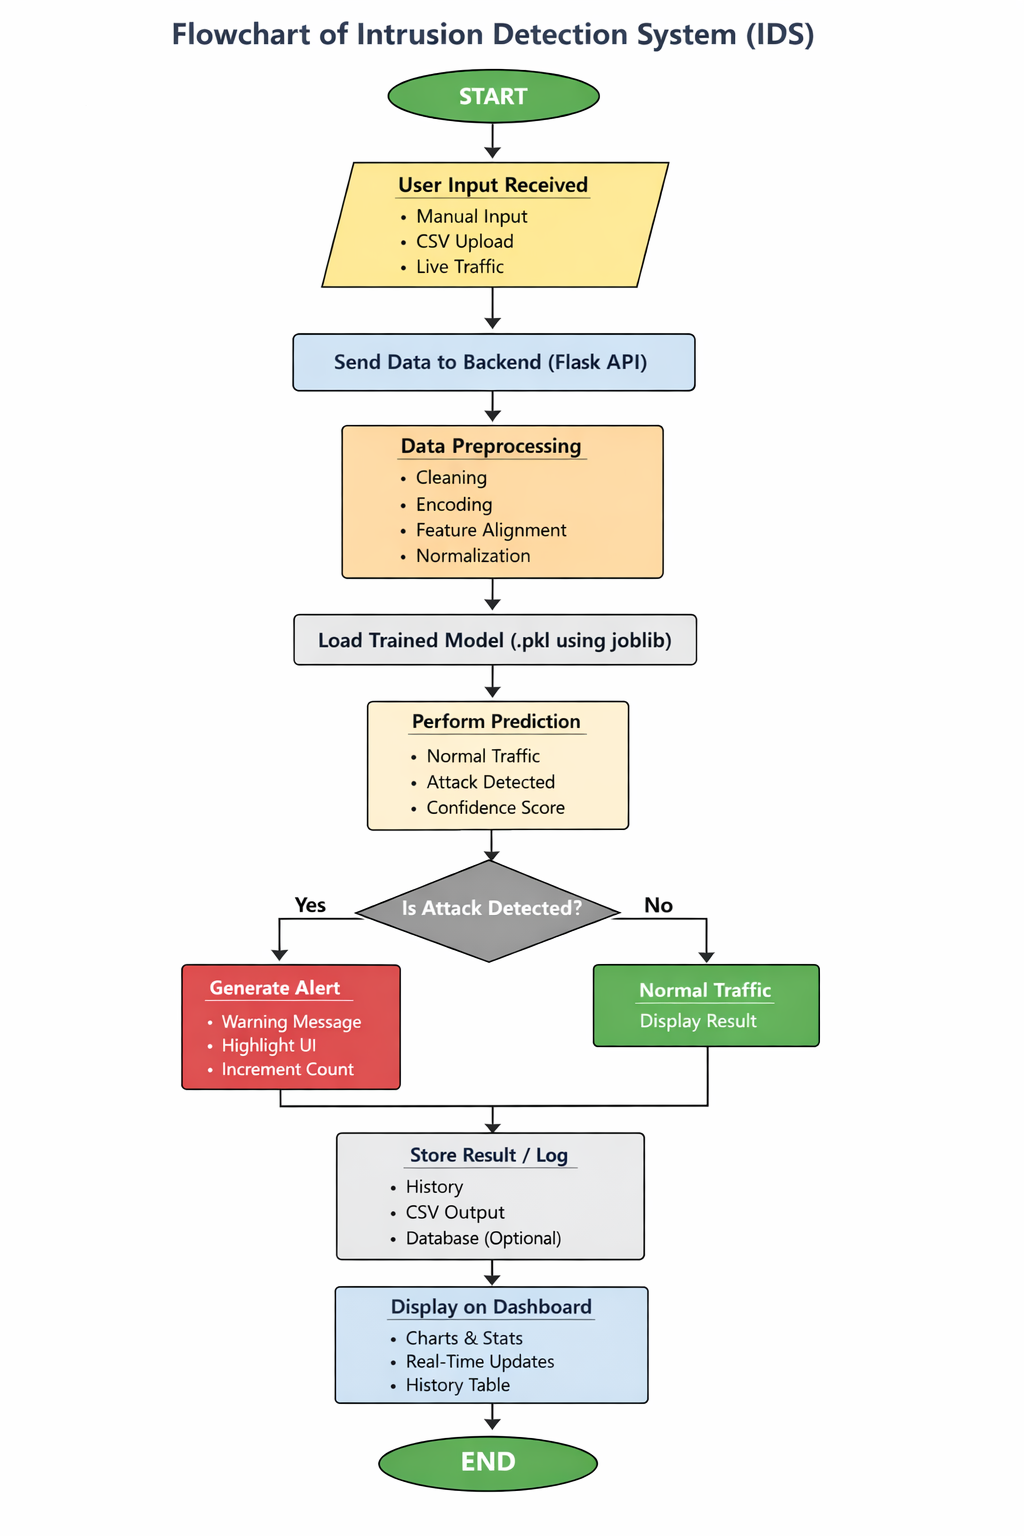 Flowchart of Intrusion Detection System (IDS)
START
User Input Received
• Manual Input
• CSV Upload
• Live Traffic
Send Data to Backend (Flask API)
Data Preprocessing
• Cleaning
• Encoding
• Feature Alignment
• Normalization
Load Trained Model (.pkl using joblib)
Perform Prediction
• Normal Traffic
• Attack Detected
• Confidence Score
Is Attack Detected?
Yes
No
Generate Alert
• Warning Message
• Highlight UI
• Increment Count
Normal Traffic
Display Result
Store Result / Log
• History
• CSV Output
• Database (Optional)
Display on Dashboard
• Charts & Stats
• Real-Time Updates
• History Table
END